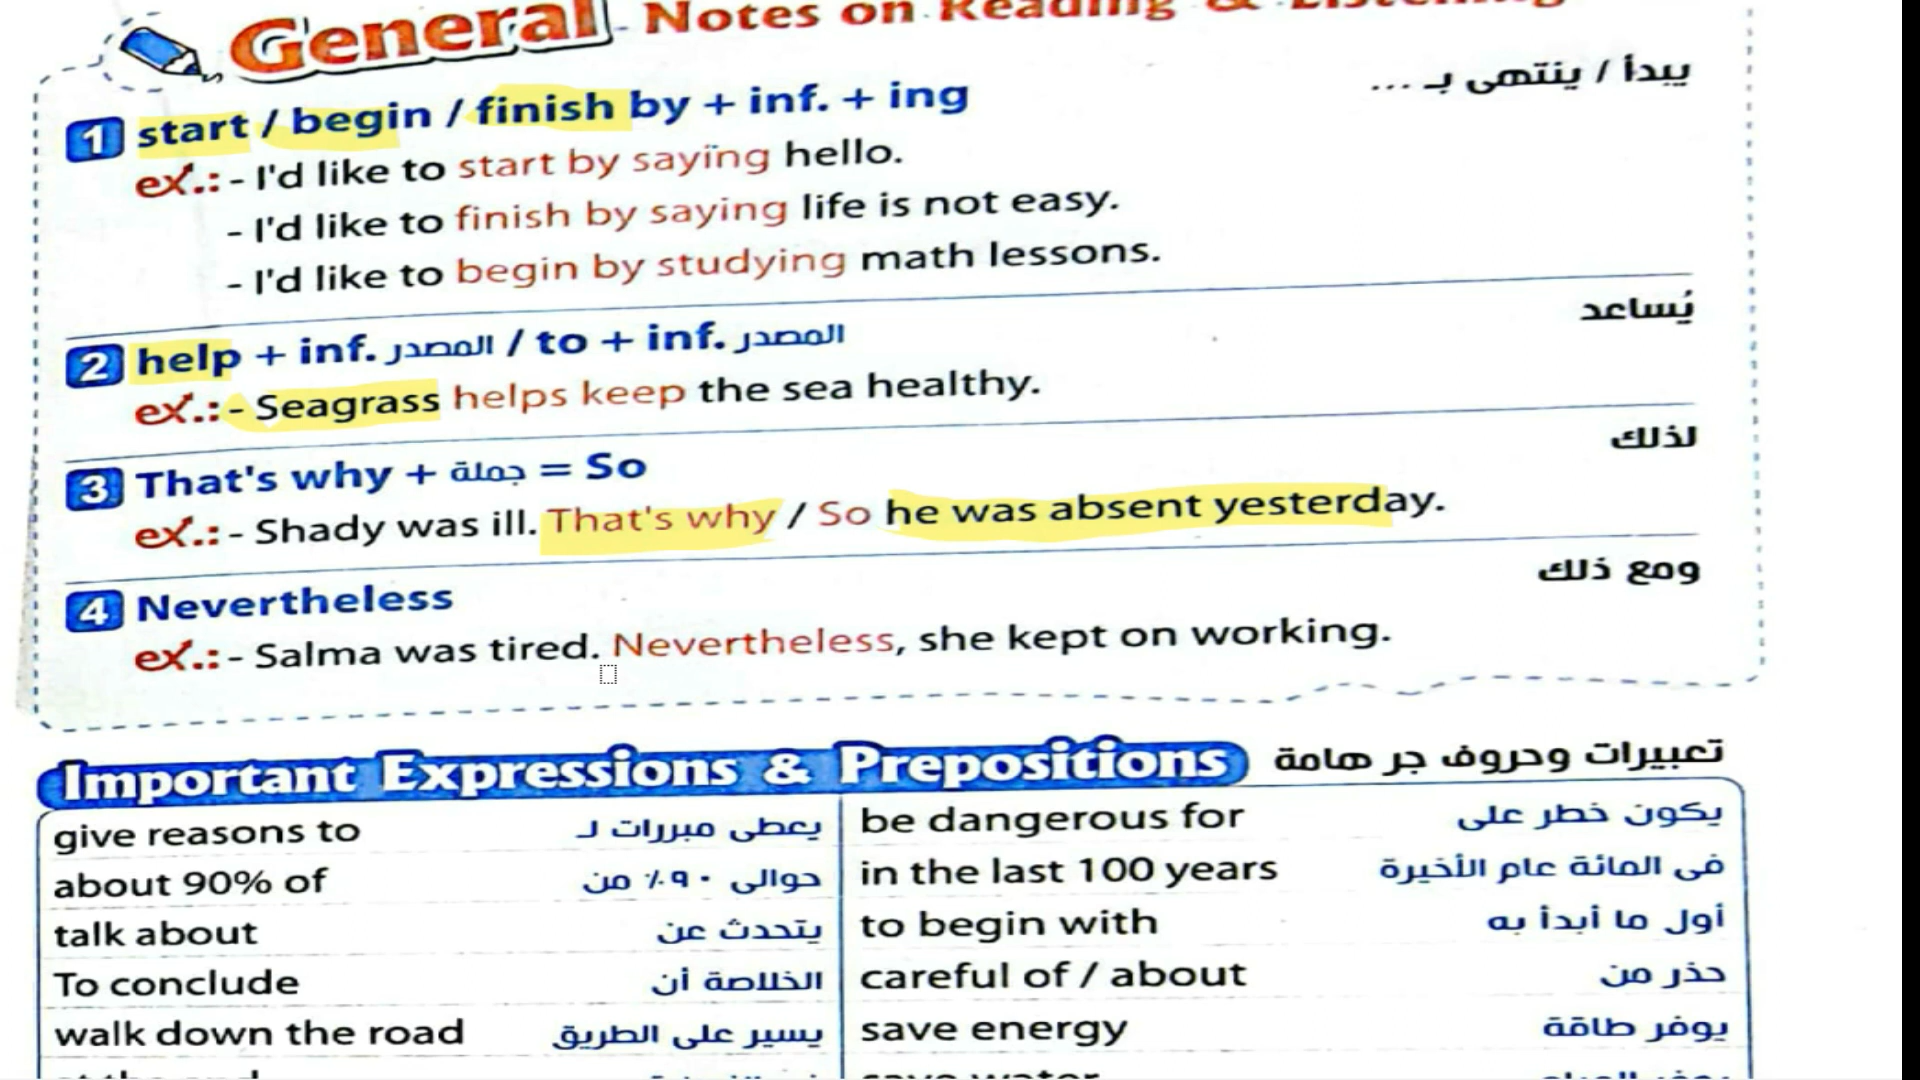 General Notes on Reading & Listening
1 start / begin / finish by + inf. + ing يبدأ / ينتهى بـ ...
ex.: - I'd like to start by saying hello.
- I'd like to finish by saying life is not easy.
- I'd like to begin by studying math lessons.
2 help + inf. المصدر / to + inf. المصدر يُساعد
ex.: - Seagrass helps keep the sea healthy.
3 That's why + جملة = So لذلك
ex.: - Shady was ill. That's why / So he was absent yesterday.
4 Nevertheless ومع ذلك
ex.: - Salma was tired. Nevertheless, she kept on working.
Important Expressions & Prepositions تعبيرات وحروف جر هامة
give reasons to يعطى مبررات لـ
about 90% of حوالى ٩٠٪ من
talk about يتحدث عن
To conclude الخلاصة أن
walk down the road يسير على الطريق
be dangerous for يكون خطر على
in the last 100 years فى المائة عام الأخيرة
to begin with أول ما أبدأ به
careful of / about حذر من
save energy يوفر طاقة
save water